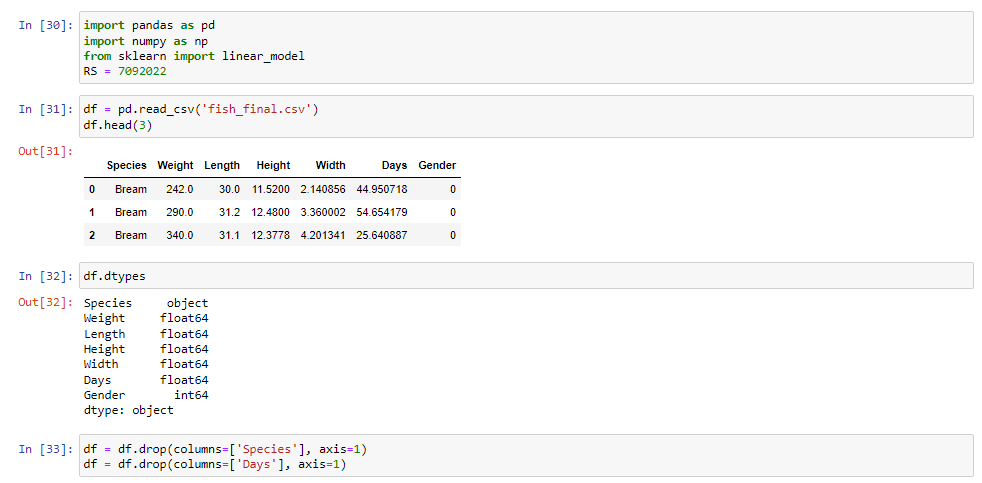 In [30]: import pandas as pd
import numpy as np
from sklearn import linear_model
RS = 7092022
In [31]: df = pd.read_csv('fish_final.csv')
df.head(3)
Out[31]:
Species Weight Length Height Width Days Gender
0 Bream 242.0 30.0 11.5200 2.140856 44.950718 0
1 Bream 290.0 31.2 12.4800 3.360002 54.654179 0
2 Bream 340.0 31.1 12.3778 4.201341 25.640887 0
In [32]: df.dtypes
Out[32]: Species object
Weight float64
Length float64
Height float64
Width float64
Days float64
Gender int64
dtype: object
In [33]: df = df.drop(columns=['Species'], axis=1)
df = df.drop(columns=['Days'], axis=1)